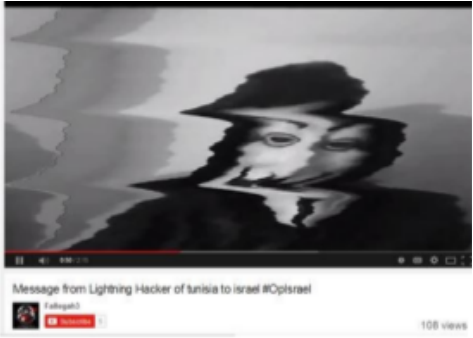 Message from Lightning Hacker of tunisia to israel #OpIsrael
Fallegah3
Subscribe
108 views